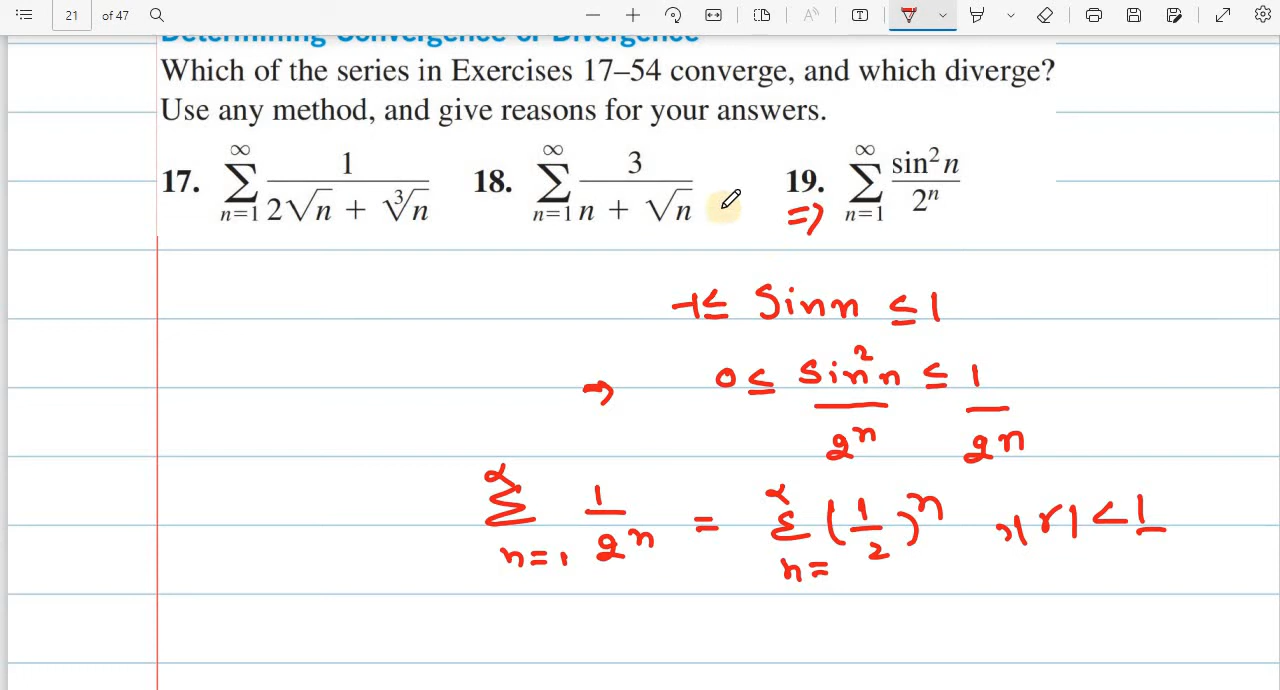 21 of 47
Determining Convergence or Divergence
Which of the series in Exercises 17–54 converge, and which diverge?
Use any method, and give reasons for your answers.
17. ∑_{n=1}^{∞} 1/(2√n + ∛n) 18. ∑_{n=1}^{∞} 3/(n + √n) 19. ∑_{n=1}^{∞} sin²n/2ⁿ
⇒
-1 ≤ Sinn ≤ 1
⇒ 0 ≤ Sin²n/2ⁿ ≤ 1/2ⁿ
∑_{n=1}^{∞} 1/2ⁿ = ∑_{n=}^{∞} (1/2)ⁿ , |r| < 1